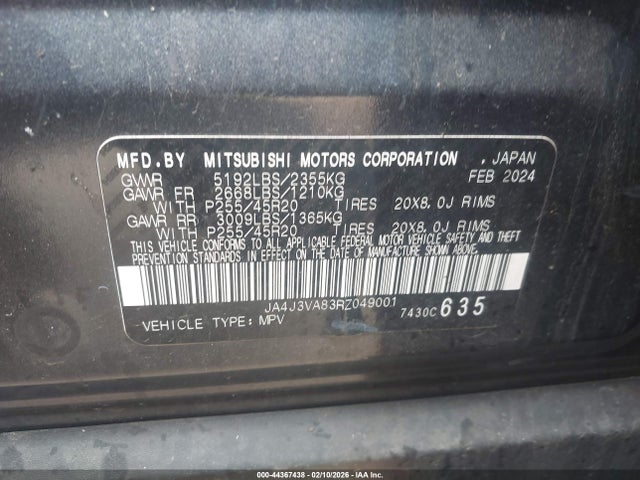 MFD.BY MITSUBISHI MOTORS CORPORATION , JAPAN
GVWR 5192LBS/2355KG FEB 2024
GAWR FR 2668LBS/1210KG
WITH P255/45R20 TIRES 20X8.0J RIMS
GAWR RR 3009LBS/1365KG
WITH P255/45R20 TIRES 20X8.0J RIMS
THIS VEHICLE CONFORMS TO ALL APPLICABLE FEDERAL MOTOR VEHICLE SAFETY AND THEFT
PREVENTION STANDARDS IN EFFECT ON THE DATE OF MANUFACTURE SHOWN ABOVE.
JA4J3VA83RZ049001
VEHICLE TYPE: MPV 7430C 635
000-44367438 - 02/10/2026 - IAA Inc.